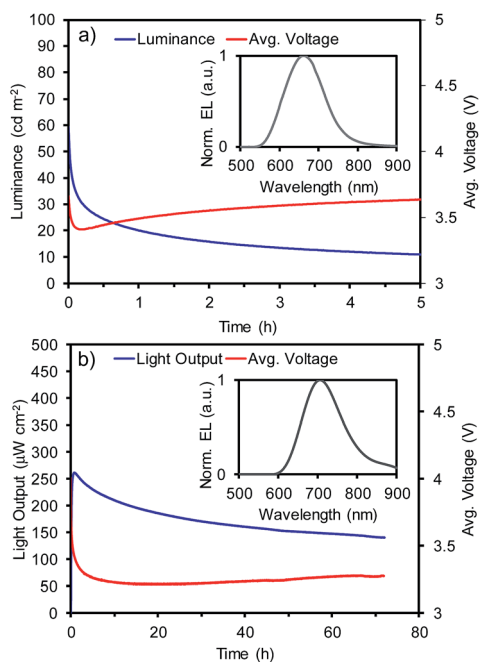 a)
Luminance
Avg. Voltage
Luminance (cd m-2)
100
90
80
70
60
50
40
30
20
10
0
0
1
2
3
4
5
Time (h)
5
4.5
4
3.5
3
Avg. Voltage (V)
Norm. EL (a.u.)
1
0
500 600 700 800 900
Wavelength (nm)
b)
Light Output
Avg. Voltage
Light Output (µW cm-2)
500
450
400
350
300
250
200
150
100
50
0
0
20
40
60
80
Time (h)
5
4.5
4
3.5
3
Avg. Voltage (V)
Norm. EL (a.u.)
1
0
500 600 700 800 900
Wavelength (nm)